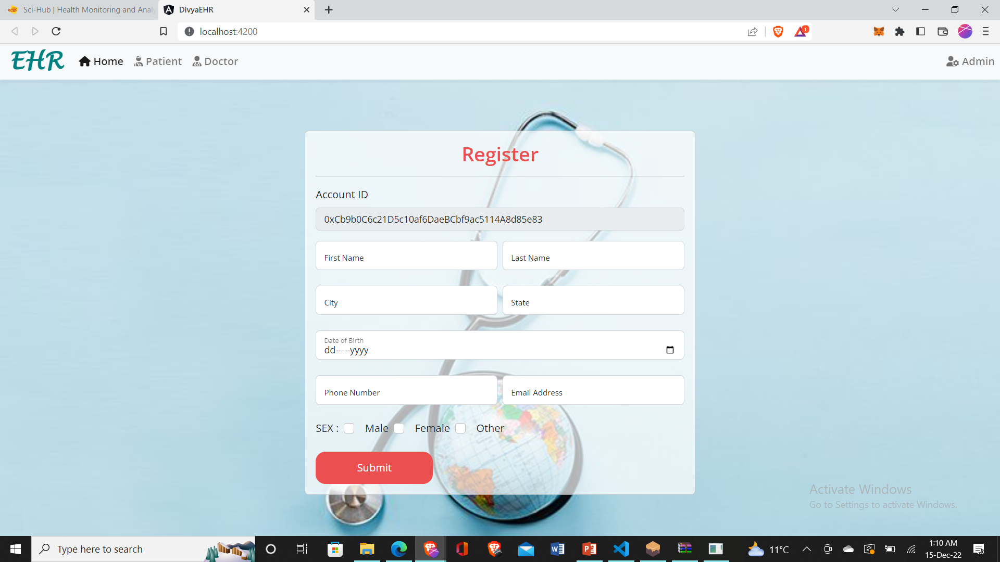 Sci-Hub | Health Monitoring and Anal
DivyaEHR
localhost:4200
1
EHR
Home
Patient
Doctor
Admin
Register
Account ID
0xCb9b0C6c21D5c10af6DaeBCbf9ac5114A8d85e83
First Name
Last Name
City
State
Date of Birth
dd-----yyyy
Phone Number
Email Address
SEX : Male Female Other
Submit
Activate Windows
Go to Settings to activate Windows.
Type here to search
11°C
1:10 AM
15-Dec-22